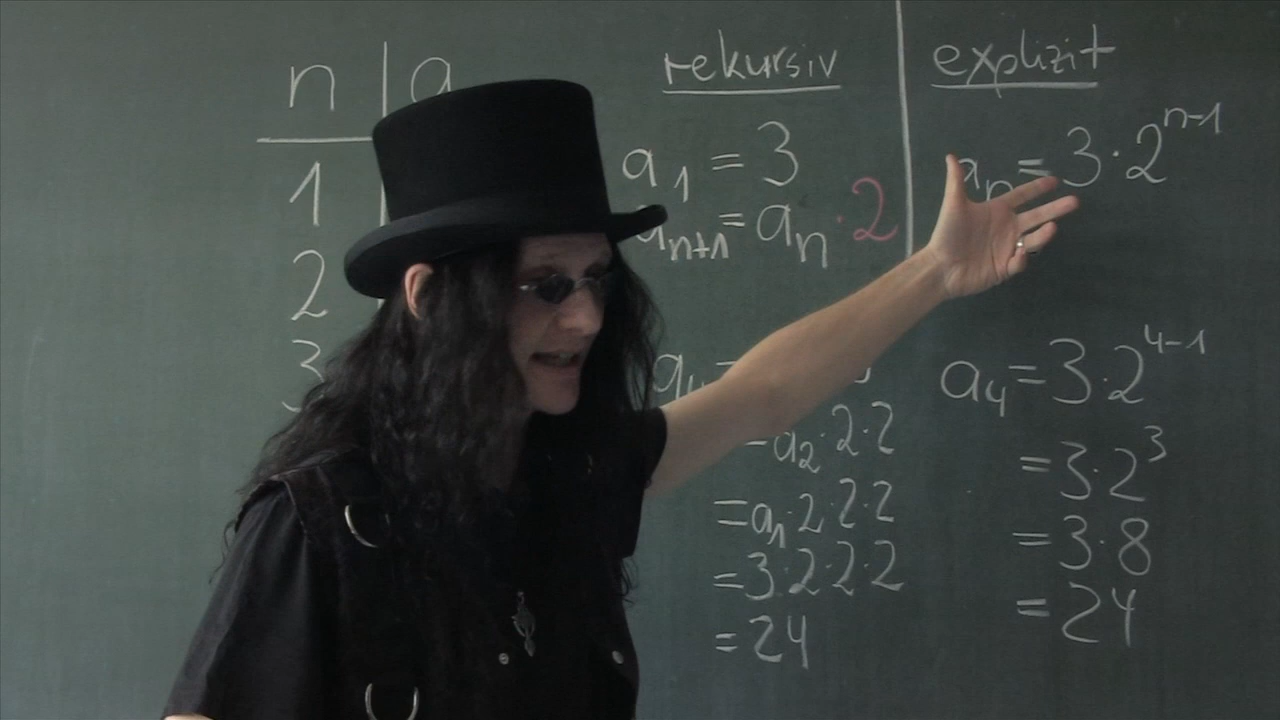 n a
1
2
3
rekursiv
a1 = 3
an+1 = an · 2
a4 =
= a2 · 2 · 2
= a1 · 2 · 2 · 2
= 3 · 2 · 2 · 2
= 24
explizit
an = 3 · 2^n-1
a4 = 3 · 2^4-1
= 3 · 2^3
= 3 · 8
= 24